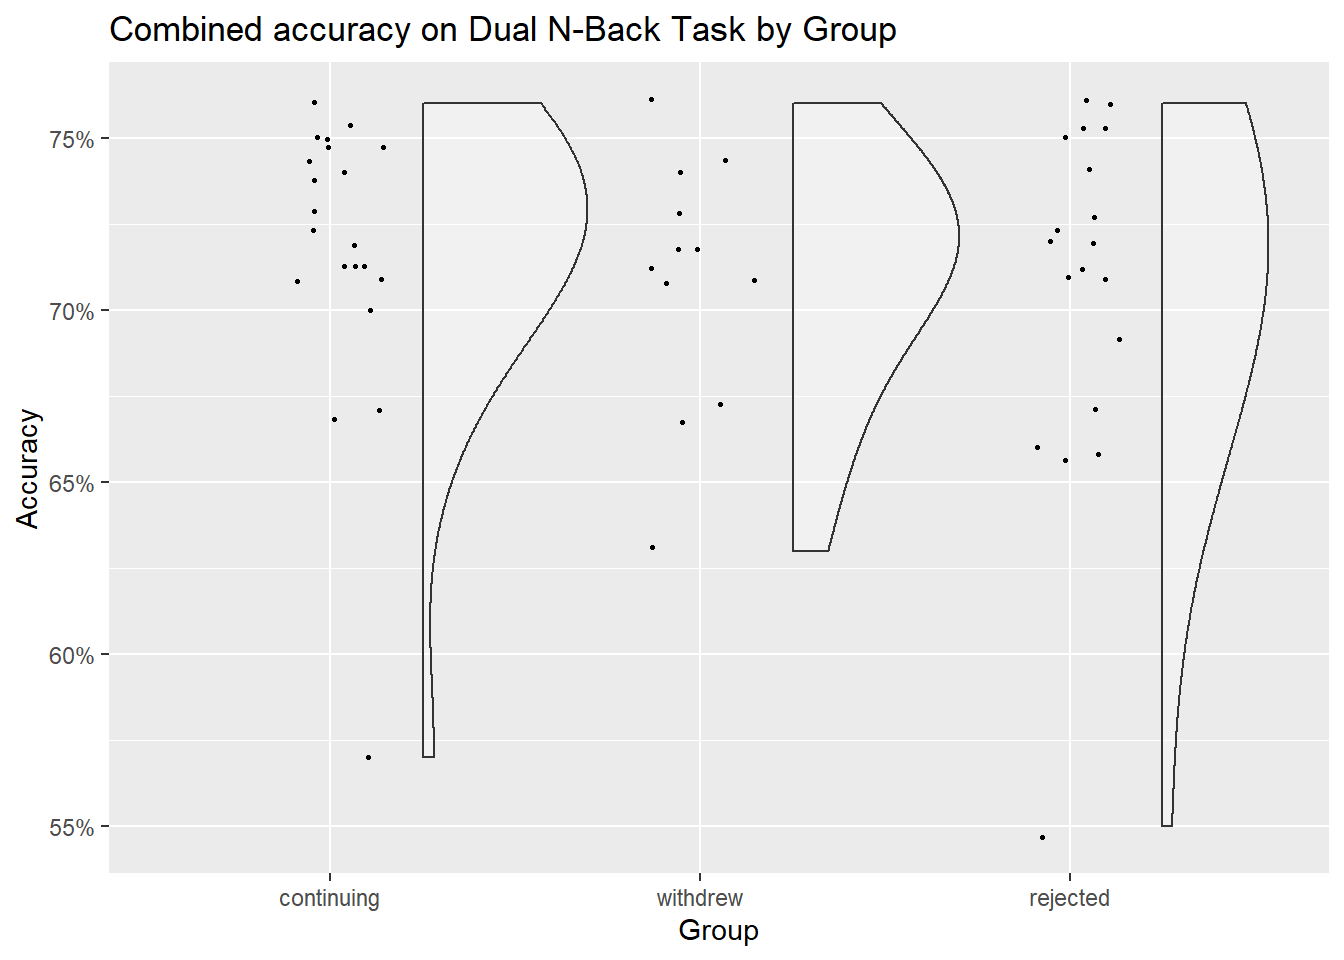 Combined accuracy on Dual N-Back Task by Group
75%
70%
65%
60%
55%
Accuracy
continuing
withdrew
rejected
Group